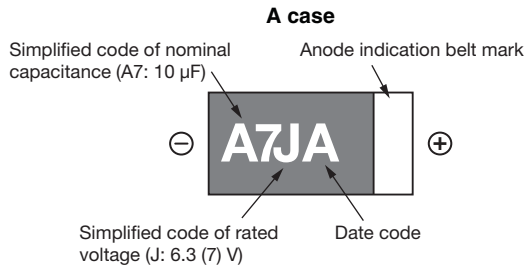 A case
Simplified code of nominal
capacitance (A7: 10 µF)
Anode indication belt mark
⊖
A7JA
⊕
Simplified code of rated
voltage (J: 6.3 (7) V)
Date code